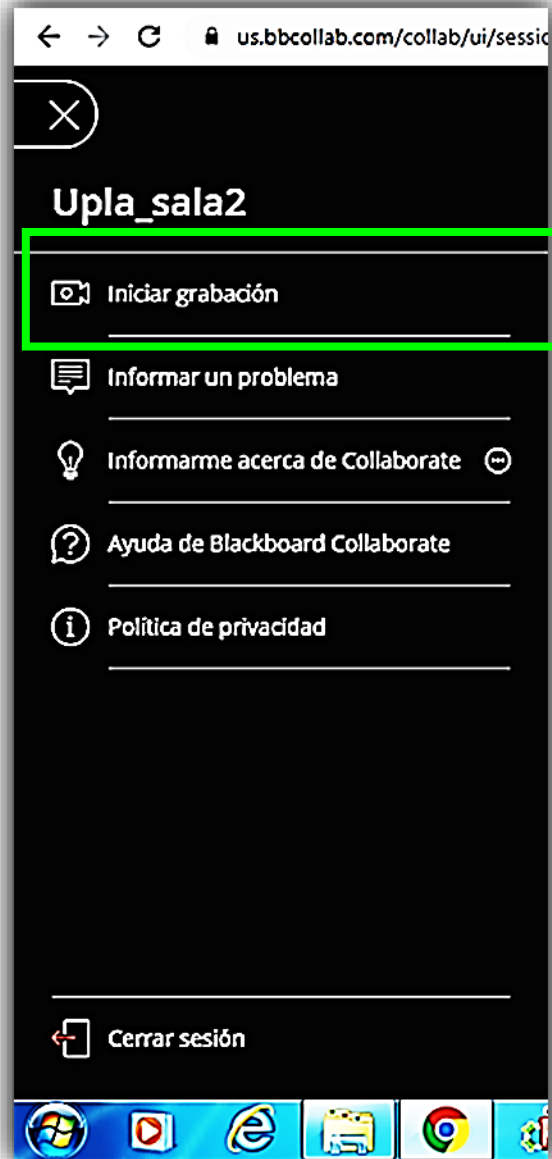 us.bbcollab.com/collab/ui/sessic
Upla_sala2
Iniciar grabación
Informar un problema
Informarme acerca de Collaborate
Ayuda de Blackboard Collaborate
Política de privacidad
Cerrar sesión